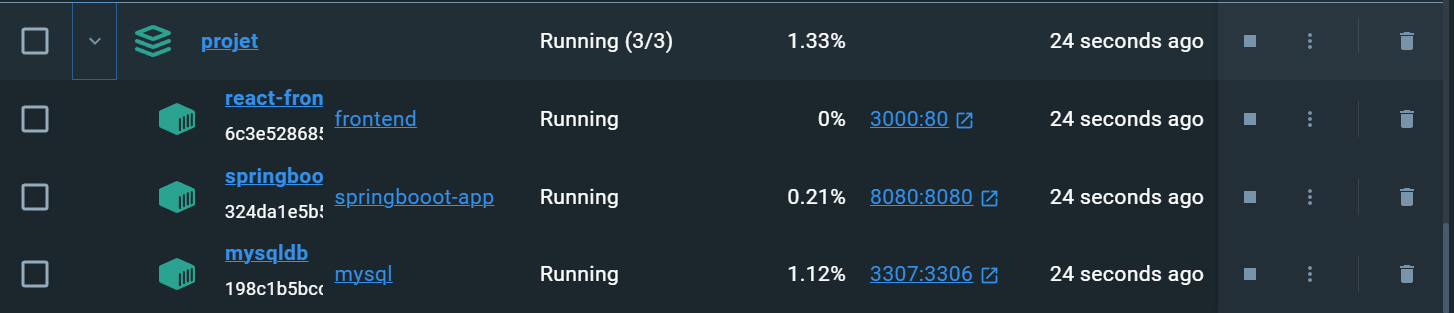 projet Running (3/3) 1.33% 24 seconds ago
react-fron
6c3e52868 frontend Running 0% 3000:80 24 seconds ago
springboo
324da1e5b springbooot-app Running 0.21% 8080:8080 24 seconds ago
mysqldb
198c1b5bc mysql Running 1.12% 3307:3306 24 seconds ago